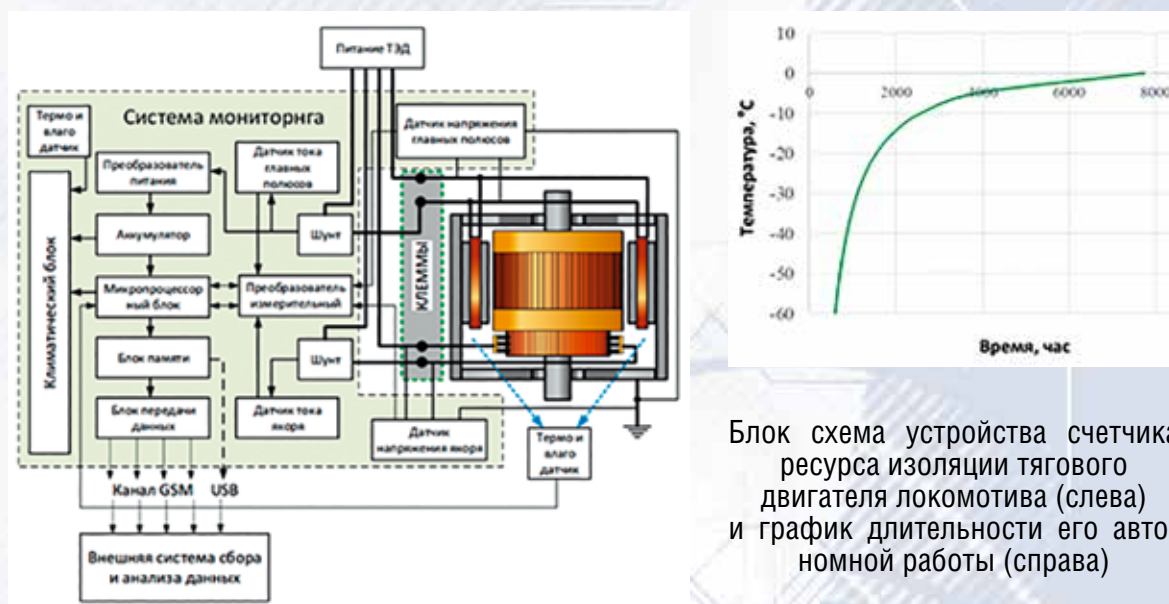 Питание ТЭД
Термо и
влаго
датчик
Система мониторнга
Датчик напряжения
главных полюсов
Преобразователь
питания
Датчик тока
главных
полюсов
Аккумулятор
Шунт
Климатический блок
Микропроцессор
ный блок
Преобразователь
измерительный
КЛЕММЫ
Блок памяти
Шунт
Блок передачи
данных
Датчик тока
якоря
Датчик
напряжения якоря
Термо и
влаго
датчик
Канал GSM USB
Внешняя система сбора
и анализа данных
10
0
-10
-20
-30
-40
-50
-60
0 2000 4000 6000 8000
Температура, °С
Время, час
Блок схема устройства счетчика
ресурса изоляции тягового
двигателя локомотива (слева)
и график длительности его авто
номной работы (справа)